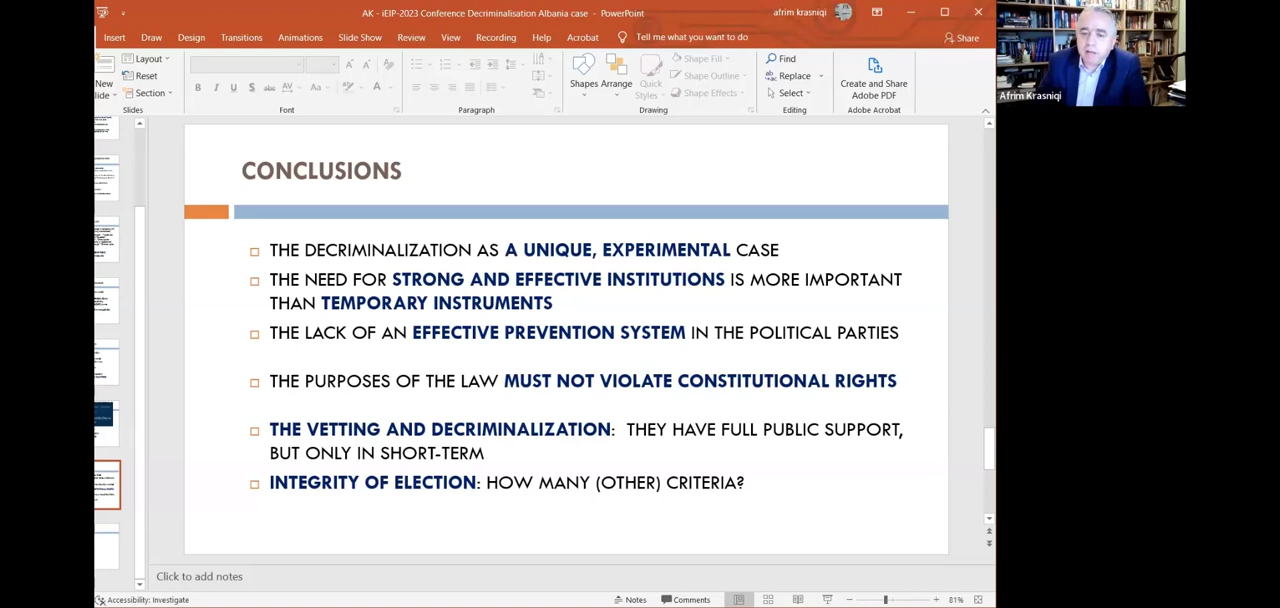 AK - iEIP-2023 Conference Decriminalisation Albania case - PowerPoint
afrim krasniqi
Insert Draw Design Transitions Animations Slide Show Review View Recording Help Acrobat Tell me what you want to do
Share
Layout
Reset
Section
New
Slides
Font
B I U S abc AV Aa A
Paragraph
Shapes Arrange Quick Styles
Shape Fill
Shape Outline
Shape Effects
Drawing
Find
Replace
Select
Editing
Create and Share
Adobe PDF
Adobe Acrobat
Afrim Krasniqi
CONCLUSIONS
THE DECRIMINALIZATION AS A UNIQUE, EXPERIMENTAL CASE
THE NEED FOR STRONG AND EFFECTIVE INSTITUTIONS IS MORE IMPORTANT
THAN TEMPORARY INSTRUMENTS
THE LACK OF AN EFFECTIVE PREVENTION SYSTEM IN THE POLITICAL PARTIES
THE PURPOSES OF THE LAW MUST NOT VIOLATE CONSTITUTIONAL RIGHTS
THE VETTING AND DECRIMINALIZATION: THEY HAVE FULL PUBLIC SUPPORT,
BUT ONLY IN SHORT-TERM
INTEGRITY OF ELECTION: HOW MANY (OTHER) CRITERIA?
Click to add notes
Accessibility: Investigate
Notes Comments
81%